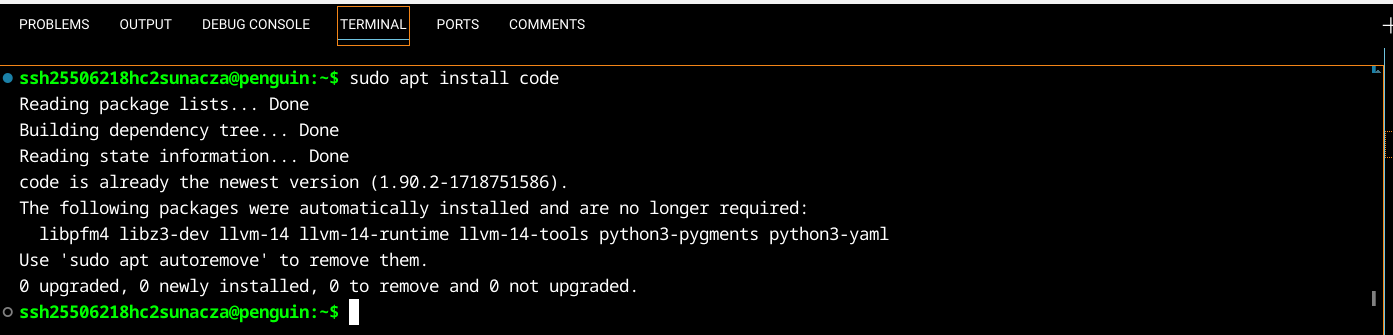 PROBLEMS OUTPUT DEBUG CONSOLE TERMINAL PORTS COMMENTS
ssh25506218hc2sunacza@penguin:~$ sudo apt install code
Reading package lists... Done
Building dependency tree... Done
Reading state information... Done
code is already the newest version (1.90.2-1718751586).
The following packages were automatically installed and are no longer required:
  libpfm4 libz3-dev llvm-14 llvm-14-runtime llvm-14-tools python3-pygments python3-yaml
Use 'sudo apt autoremove' to remove them.
0 upgraded, 0 newly installed, 0 to remove and 0 not upgraded.
ssh25506218hc2sunacza@penguin:~$